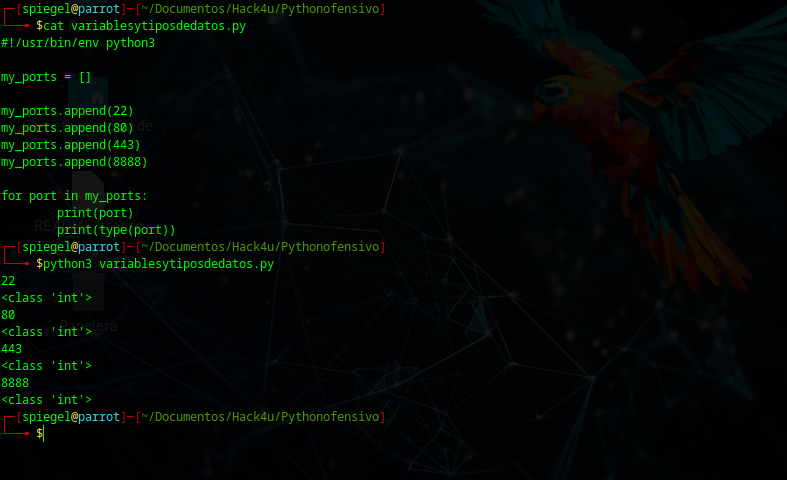 ┌─[spiegel@parrot]─[~/Documentos/Hack4u/Pythonofensivo]
└──╼ $cat variablesytiposdedatos.py
#!/usr/bin/env python3
my_ports = []
my_ports.append(22)
my_ports.append(80)
my_ports.append(443)
my_ports.append(8888)
for port in my_ports:
        print(port)
        print(type(port))
┌─[spiegel@parrot]─[~/Documentos/Hack4u/Pythonofensivo]
└──╼ $python3 variablesytiposdedatos.py
22
<class 'int'>
80
<class 'int'>
443
<class 'int'>
8888
<class 'int'>
┌─[spiegel@parrot]─[~/Documentos/Hack4u/Pythonofensivo]
└──╼ $